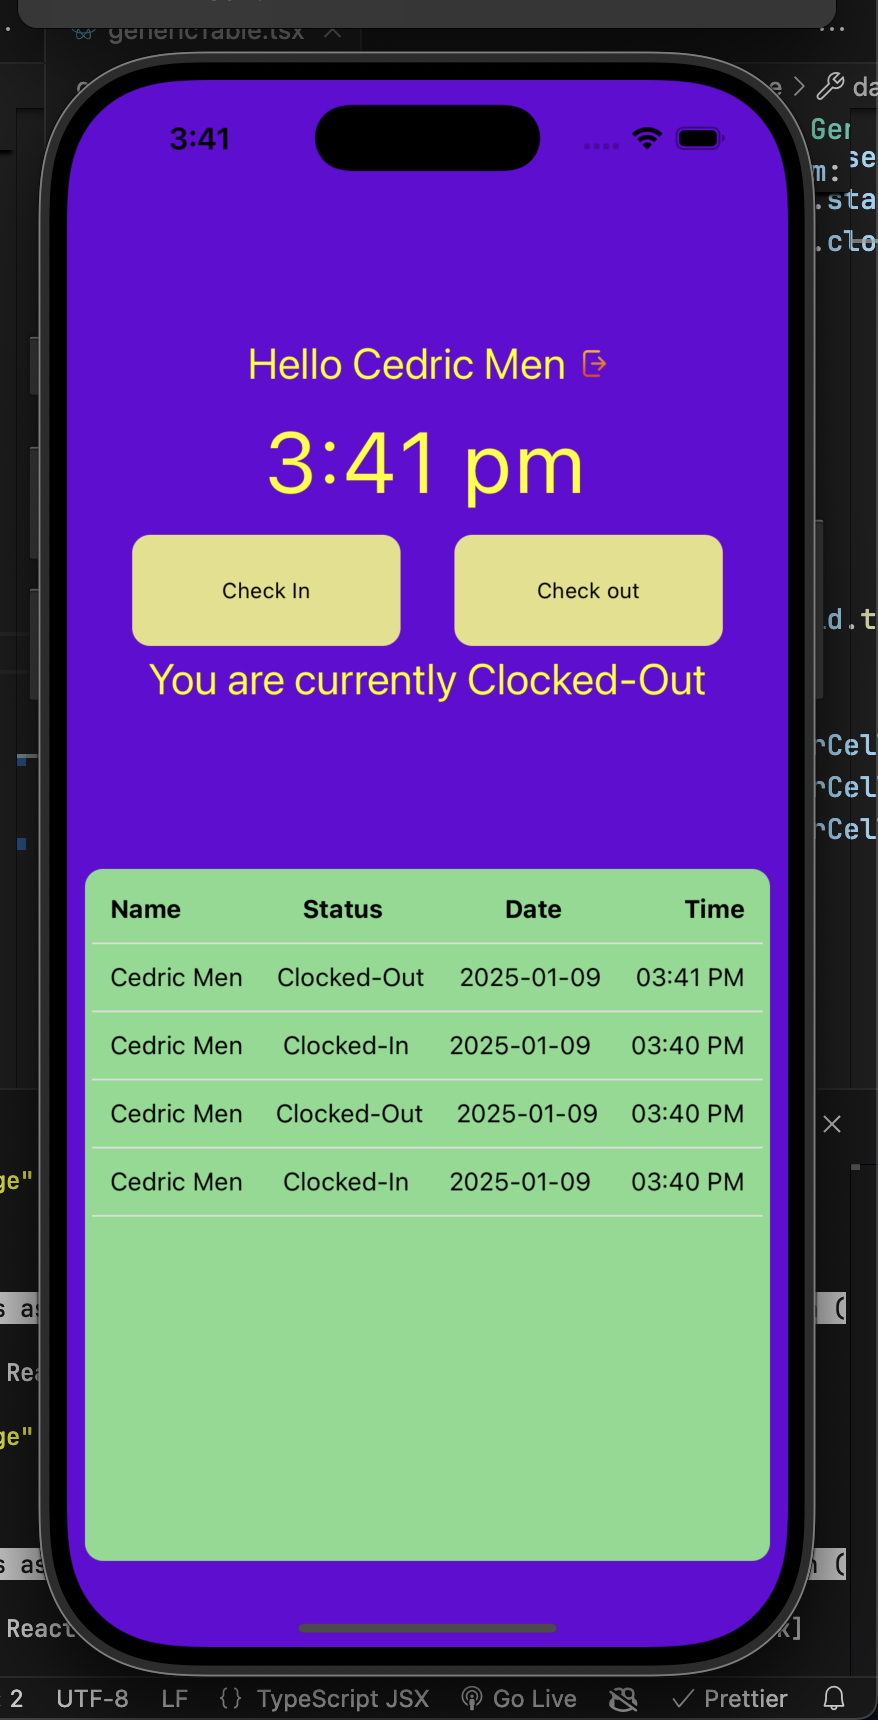 genericTable.tsx
3:41
Hello Cedric Men
3:41 pm
Check In
Check out
You are currently Clocked-Out
Name Status Date Time
Cedric Men Clocked-Out 2025-01-09 03:41 PM
Cedric Men Clocked-In 2025-01-09 03:40 PM
Cedric Men Clocked-Out 2025-01-09 03:40 PM
Cedric Men Clocked-In 2025-01-09 03:40 PM
React
2 UTF-8 LF {} TypeScript JSX Go Live Prettier